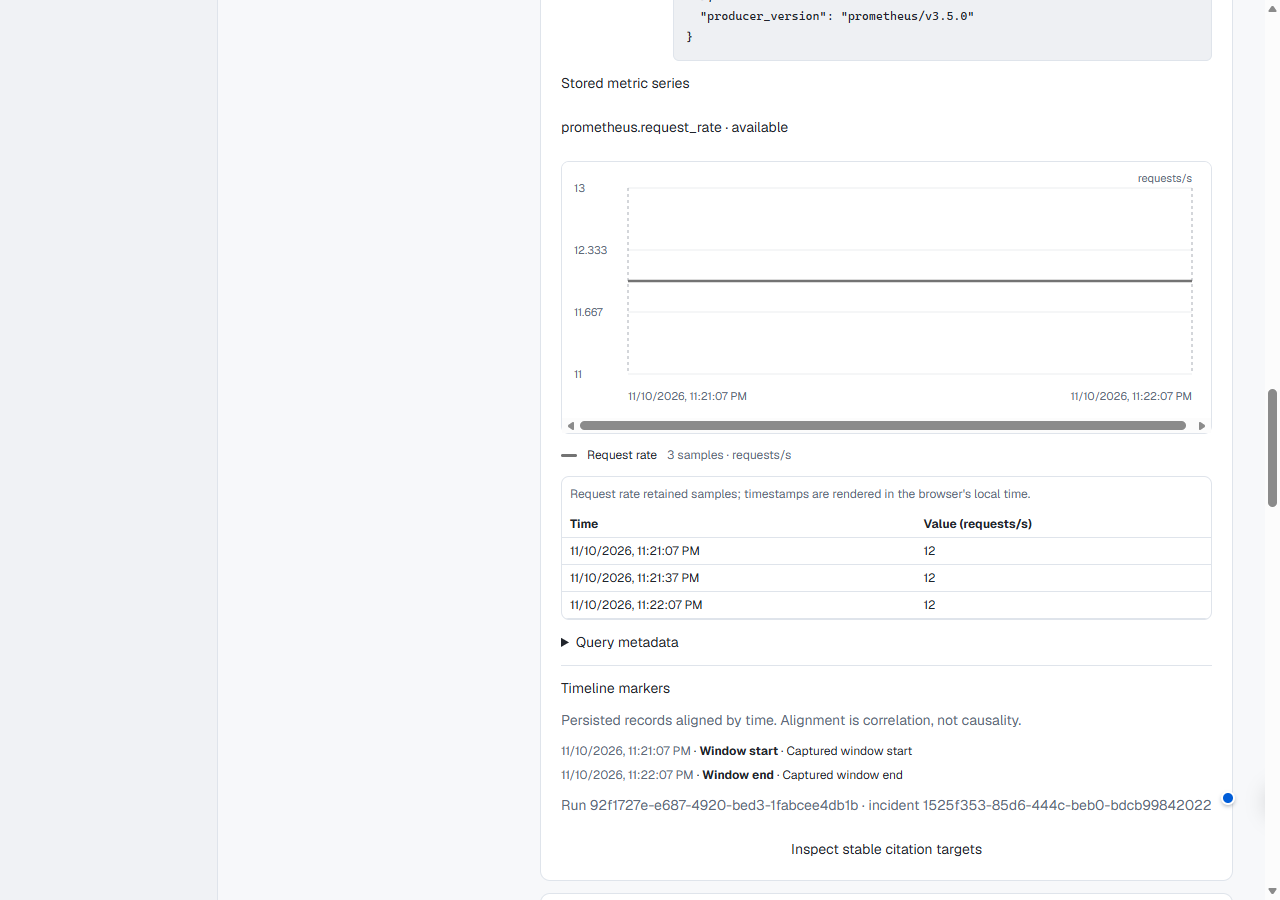 "producer_version": "prometheus/v3.5.0"
}
Stored metric series
prometheus.request_rate · available
requests/s
13
12.333
11.667
11
11/10/2026, 11:21:07 PM
11/10/2026, 11:22:07 PM
Request rate 3 samples · requests/s
Request rate retained samples; timestamps are rendered in the browser's local time.
Time Value (requests/s)
11/10/2026, 11:21:07 PM 12
11/10/2026, 11:21:37 PM 12
11/10/2026, 11:22:07 PM 12
Query metadata
Timeline markers
Persisted records aligned by time. Alignment is correlation, not causality.
11/10/2026, 11:21:07 PM · Window start · Captured window start
11/10/2026, 11:22:07 PM · Window end · Captured window end
Run 92f1727e-e687-4920-bed3-1fabcee4db1b · incident 1525f353-85d6-444c-beb0-bdcb99842022
Inspect stable citation targets